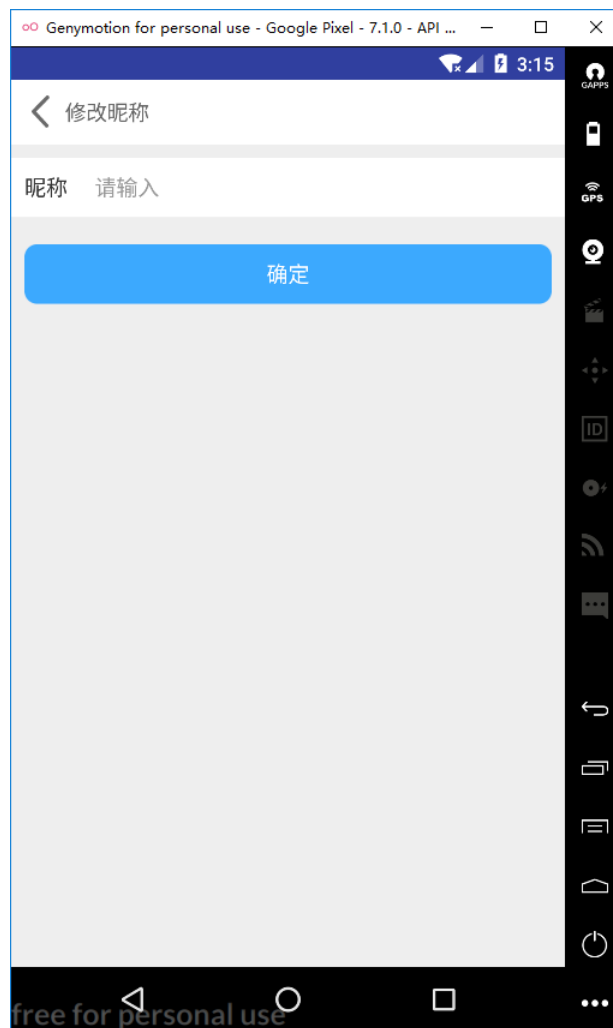 Genymotion for personal use - Google Pixel - 7.1.0 - API ...
3:15
GAPPS
修改昵称
昵称 请输入
GPS
确定
ID
free for personal use